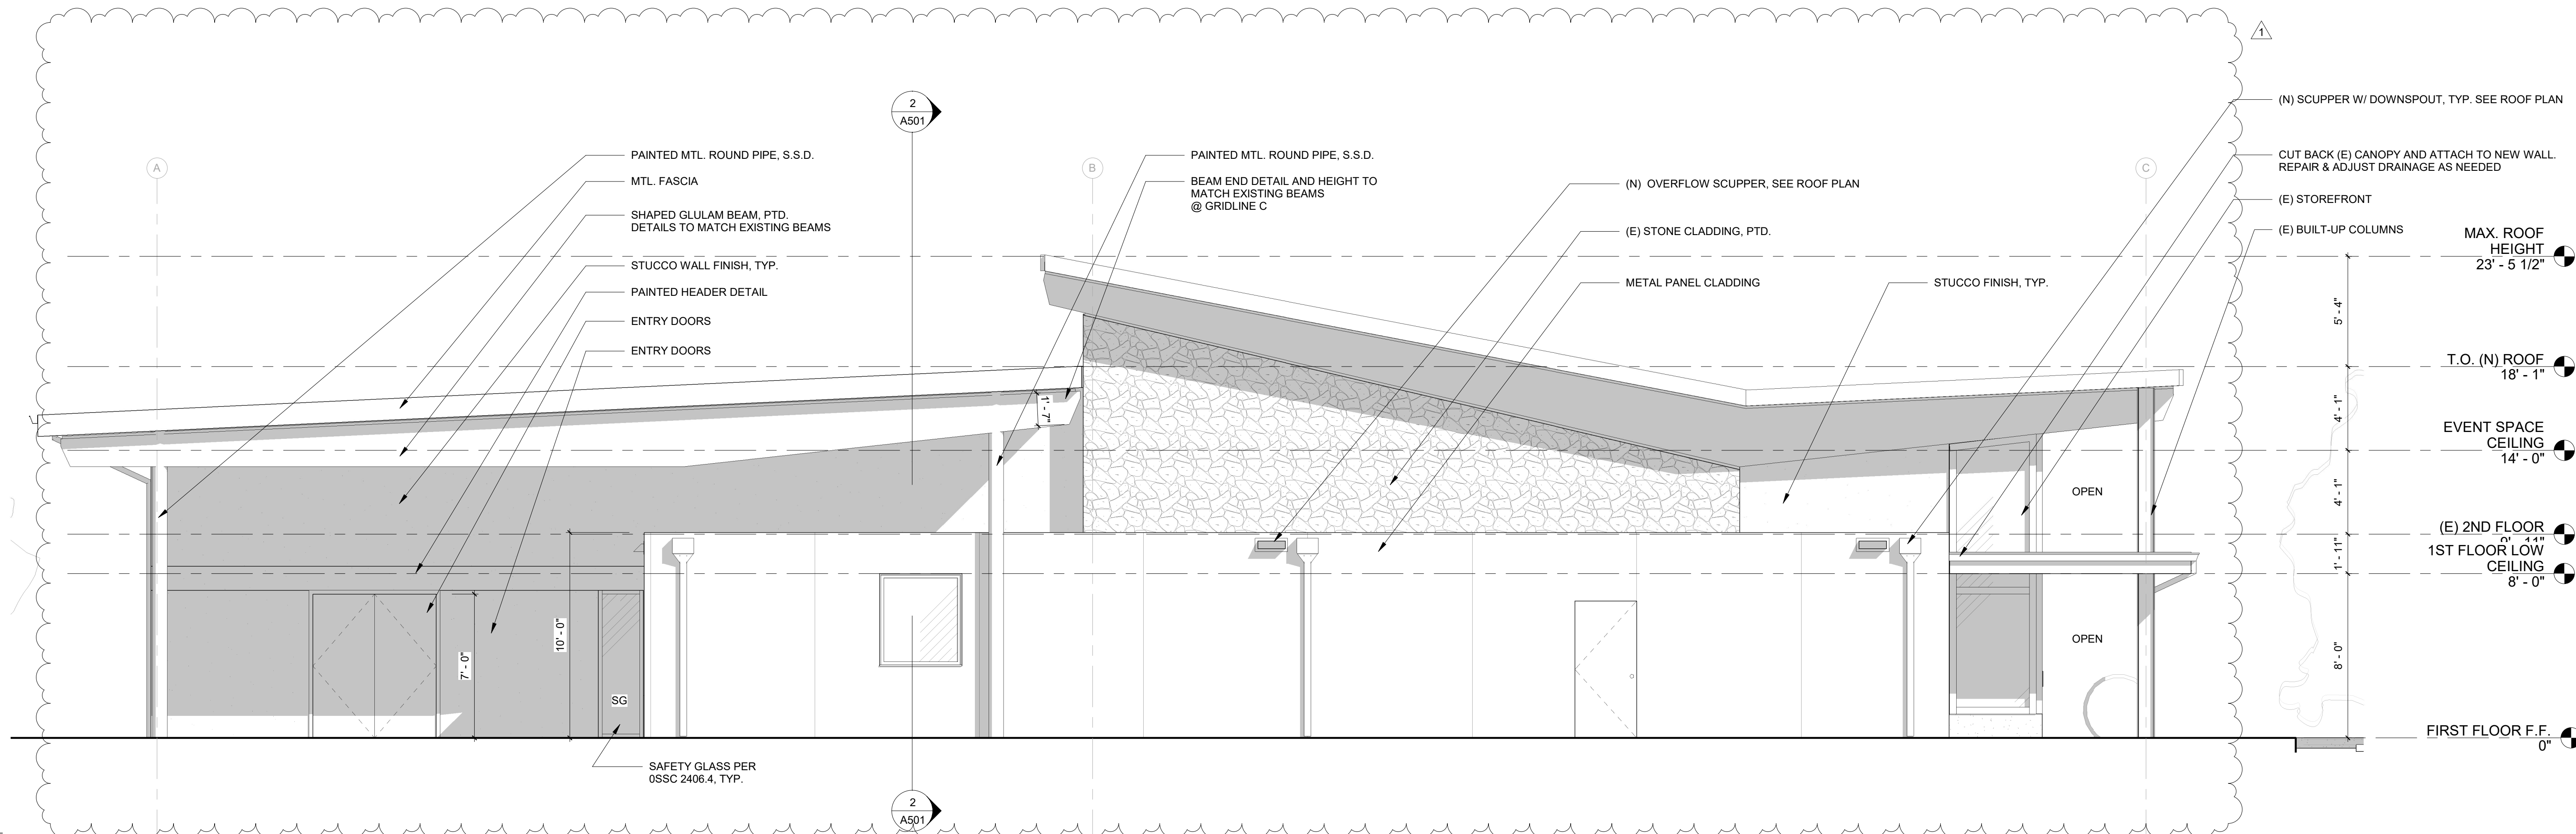 1
2
A501
(N) SCUPPER W/ DOWNSPOUT, TYP. SEE ROOF PLAN
PAINTED MTL. ROUND PIPE, S.S.D.
PAINTED MTL. ROUND PIPE, S.S.D.
CUT BACK (E) CANOPY AND ATTACH TO NEW WALL.
REPAIR & ADJUST DRAINAGE AS NEEDED
A
B
C
MTL. FASCIA
BEAM END DETAIL AND HEIGHT TO
MATCH EXISTING BEAMS
@ GRIDLINE C
(N) OVERFLOW SCUPPER, SEE ROOF PLAN
(E) STOREFRONT
SHAPED GLULAM BEAM, PTD.
DETAILS TO MATCH EXISTING BEAMS
(E) STONE CLADDING, PTD.
(E) BUILT-UP COLUMNS
MAX. ROOF
HEIGHT
23' - 5 1/2"
STUCCO WALL FINISH, TYP.
METAL PANEL CLADDING
STUCCO FINISH, TYP.
PAINTED HEADER DETAIL
5' - 4"
ENTRY DOORS
ENTRY DOORS
T.O. (N) ROOF
18' - 1"
1' - 7"
4' - 1"
EVENT SPACE
CEILING
14' - 0"
OPEN
4' - 1"
(E) 2ND FLOOR
1ST FLOOR LOW
CEILING
8' - 0"
1' - 11"
10' - 0"
7' - 0"
OPEN
8' - 0"
SG
FIRST FLOOR F.F.
0"
SAFETY GLASS PER
0SSC 2406.4, TYP.
2
A501